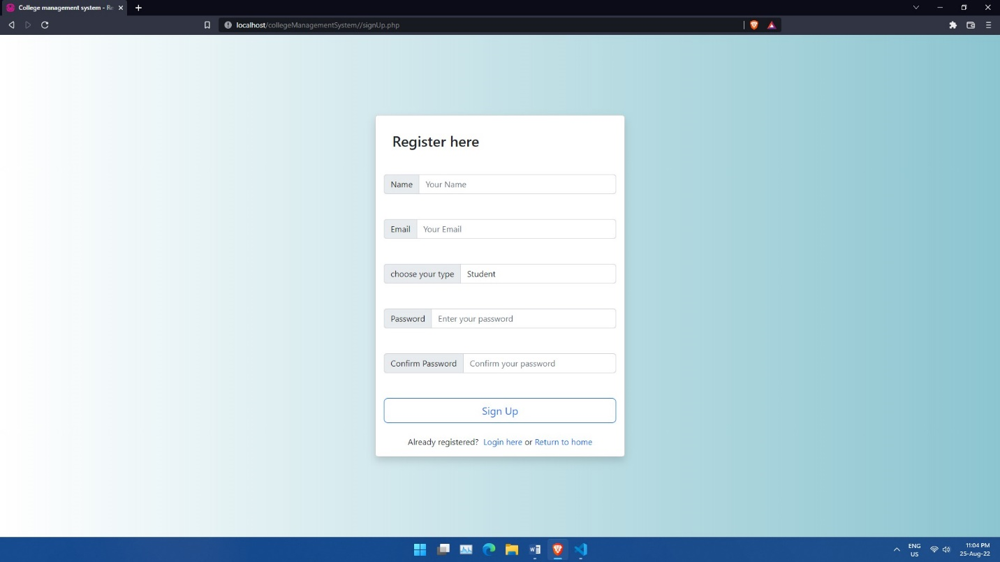 College management system - Re
localhost/collegeManagementSystem//signUp.php
Register here
Name Your Name
Email Your Email
choose your type Student
Password Enter your password
Confirm Password Confirm your password
Sign Up
Already registered? Login here or Return to home
ENG 11:04 PM
US 25-Aug-22